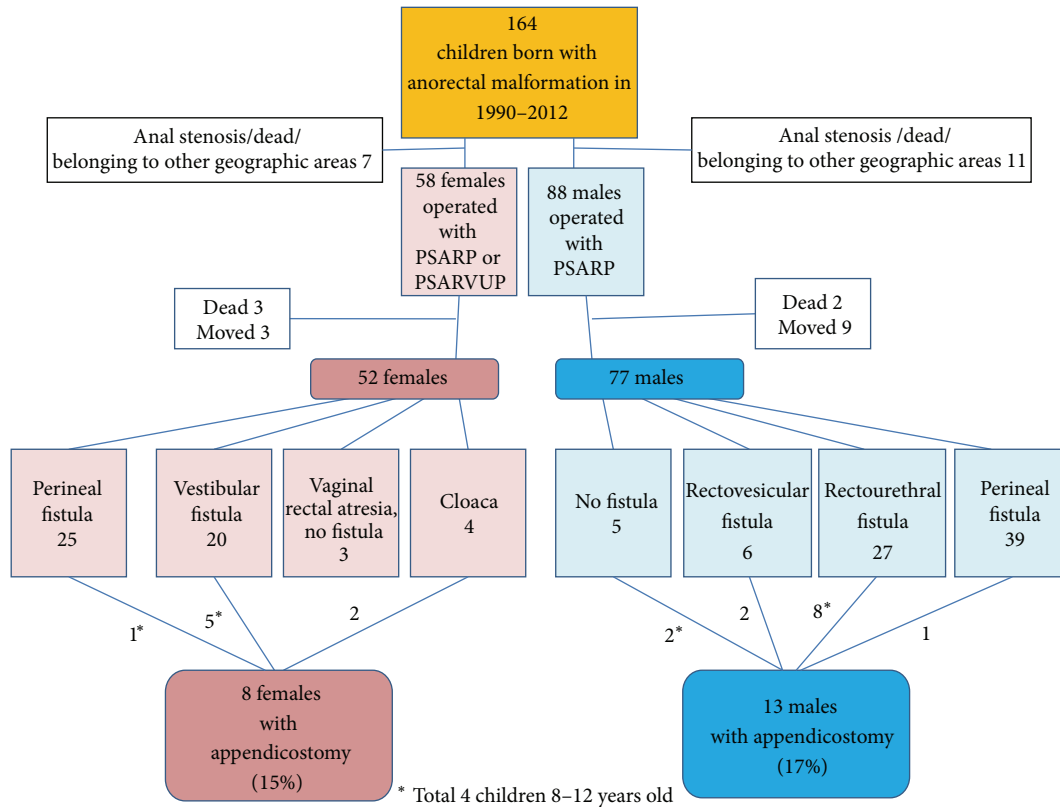 164
children born with
anorectal malformation in
1990–2012
Anal stenosis/dead/
belonging to other geographic areas 7
Anal stenosis /dead/
belonging to other geographic areas 11
58 females
operated
with
PSARP or
PSARVUP
88 males
operated
with
PSARP
Dead 3
Moved 3
Dead 2
Moved 9
52 females
77 males
Perineal
fistula
25
Vestibular
fistula
20
Vaginal
rectal atresia,
no fistula
3
Cloaca
4
No fistula
5
Rectovesicular
fistula
6
Rectourethral
fistula
27
Perineal
fistula
39
1*
5*
2
2*
2
8*
1
8 females
with
appendicostomy
(15%)
13 males
with appendicostomy
(17%)
* Total 4 children 8–12 years old